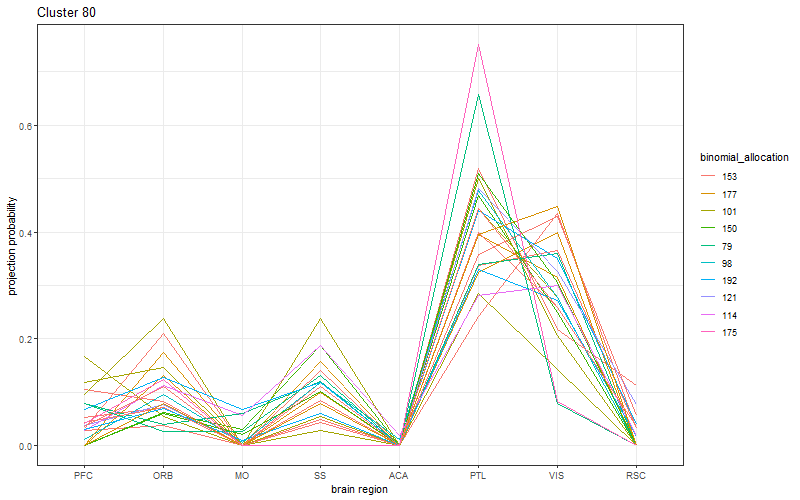 Cluster 80
projection probability
0.6
0.4
0.2
0.0
PFC ORB MO SS ACA PTL VIS RSC
brain region
binomial_allocation
153
177
101
150
79
98
192
121
114
175